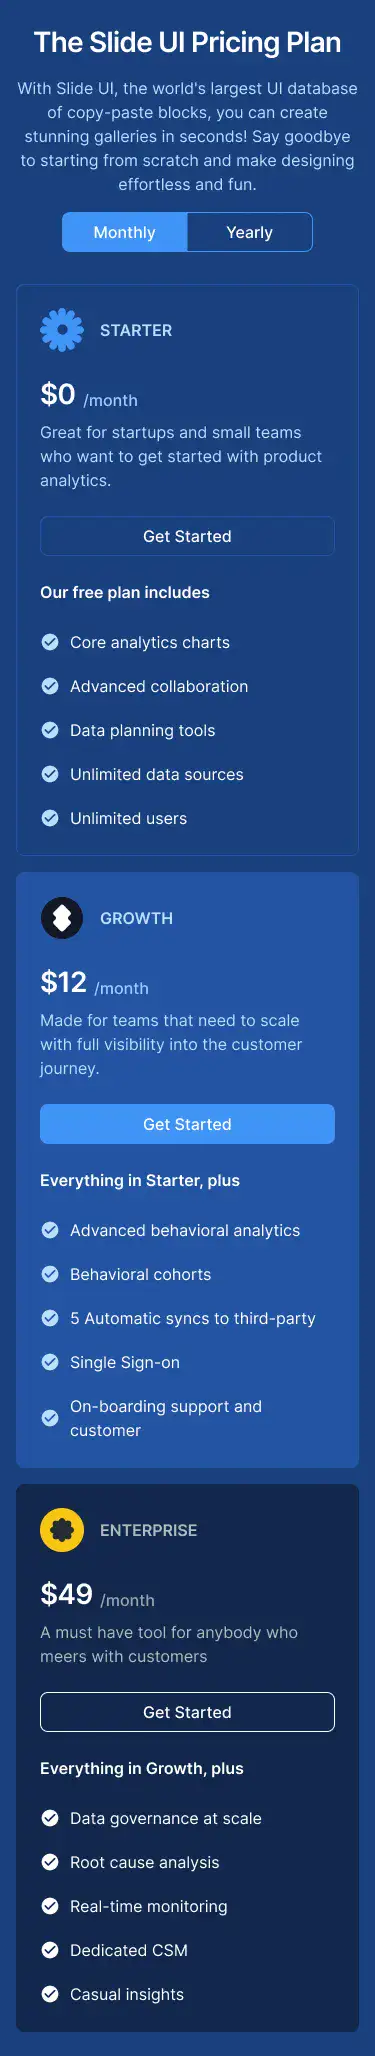 The Slide UI Pricing Plan
With Slide UI, the world's largest UI database
of copy-paste blocks, you can create
stunning galleries in seconds! Say goodbye
to starting from scratch and make designing
effortless and fun.
Monthly
Yearly
STARTER
$0 /month
Great for startups and small teams
who want to get started with product
analytics.
Get Started
Our free plan includes
Core analytics charts
Advanced collaboration
Data planning tools
Unlimited data sources
Unlimited users
GROWTH
$12 /month
Made for teams that need to scale
with full visibility into the customer
journey.
Get Started
Everything in Starter, plus
Advanced behavioral analytics
Behavioral cohorts
5 Automatic syncs to third-party
Single Sign-on
On-boarding support and
customer
ENTERPRISE
$49 /month
A must have tool for anybody who
meers with customers
Get Started
Everything in Growth, plus
Data governance at scale
Root cause analysis
Real-time monitoring
Dedicated CSM
Casual insights